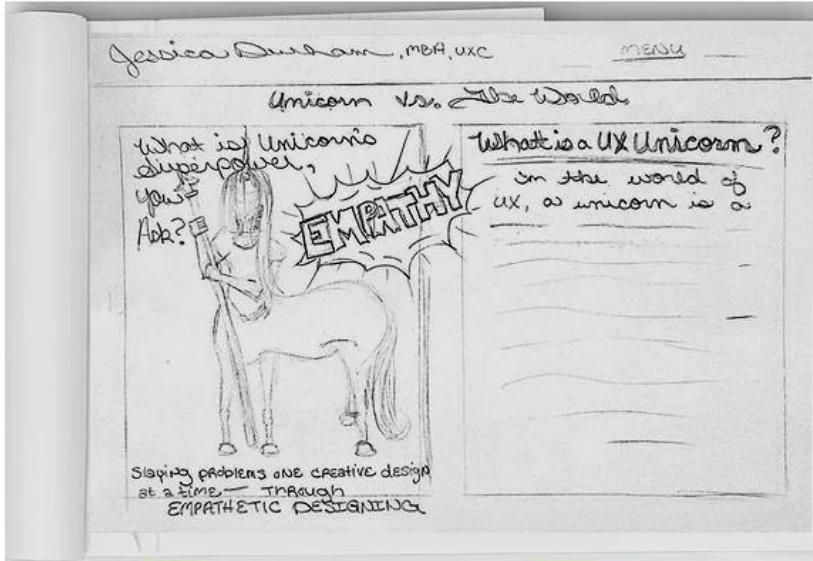 Jessica Durham, MBA, UXC
MENU
Unicorn vs. The World
What is Unicorn's
Superpower,
You
Ask?
EMPATHY
Slaying problems ONE creative design
at a time — Through
EMPATHETIC DESIGNING
What is a UX Unicorn?
in the world of
UX, a unicorn is a